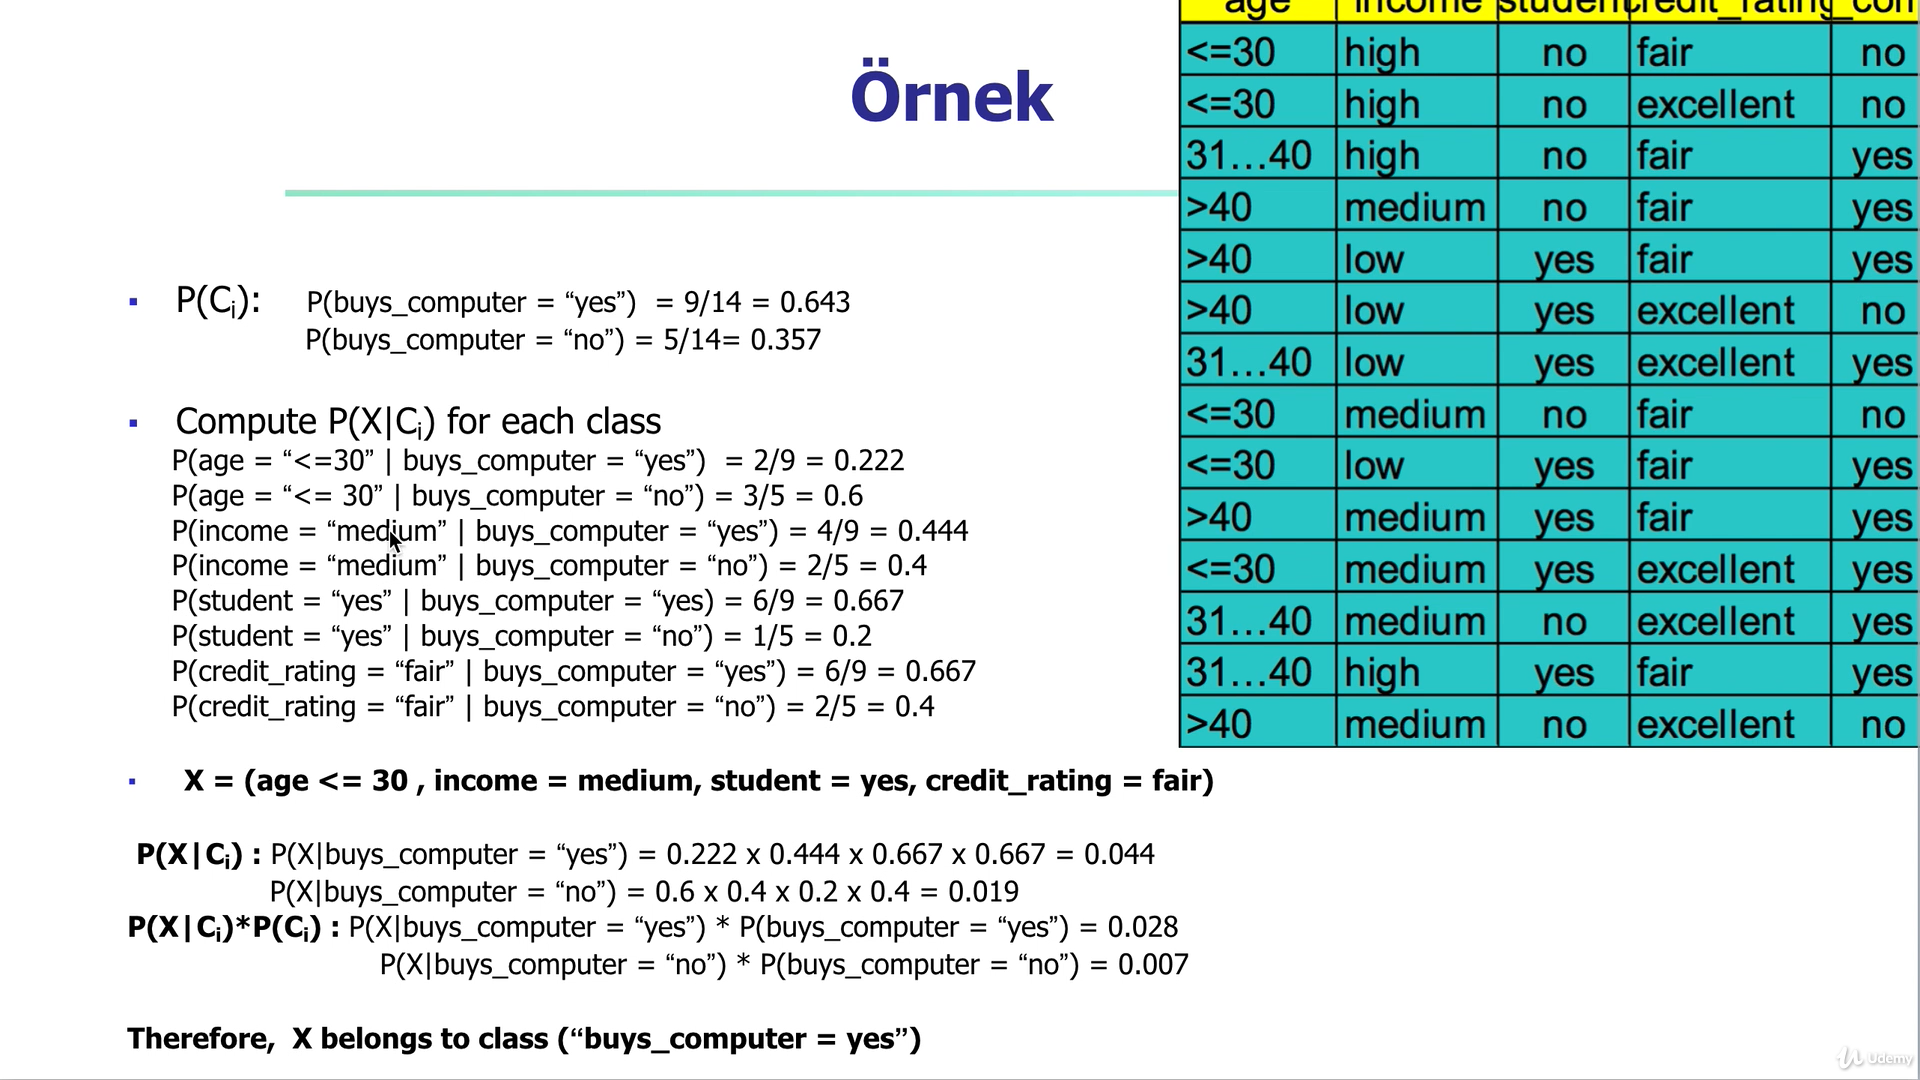 Örnek
age income student credit_rating _com
<=30 high no fair no
<=30 high no excellent no
31…40 high no fair yes
>40 medium no fair yes
>40 low yes fair yes
>40 low yes excellent no
31…40 low yes excellent yes
<=30 medium no fair no
<=30 low yes fair yes
>40 medium yes fair yes
<=30 medium yes excellent yes
31…40 medium no excellent yes
31…40 high yes fair yes
>40 medium no excellent no
▪ P(Ci): P(buys_computer = “yes”) = 9/14 = 0.643
P(buys_computer = “no”) = 5/14= 0.357
▪ Compute P(X|Ci) for each class
P(age = “<=30” | buys_computer = “yes”) = 2/9 = 0.222
P(age = “<= 30” | buys_computer = “no”) = 3/5 = 0.6
P(income = “medium” | buys_computer = “yes”) = 4/9 = 0.444
P(income = “medium” | buys_computer = “no”) = 2/5 = 0.4
P(student = “yes” | buys_computer = “yes) = 6/9 = 0.667
P(student = “yes” | buys_computer = “no”) = 1/5 = 0.2
P(credit_rating = “fair” | buys_computer = “yes”) = 6/9 = 0.667
P(credit_rating = “fair” | buys_computer = “no”) = 2/5 = 0.4
▪ X = (age <= 30 , income = medium, student = yes, credit_rating = fair)
P(X|Ci) : P(X|buys_computer = “yes”) = 0.222 x 0.444 x 0.667 x 0.667 = 0.044
P(X|buys_computer = “no”) = 0.6 x 0.4 x 0.2 x 0.4 = 0.019
P(X|Ci)*P(Ci) : P(X|buys_computer = “yes”) * P(buys_computer = “yes”) = 0.028
P(X|buys_computer = “no”) * P(buys_computer = “no”) = 0.007
Therefore, X belongs to class (“buys_computer = yes”)
Udemy